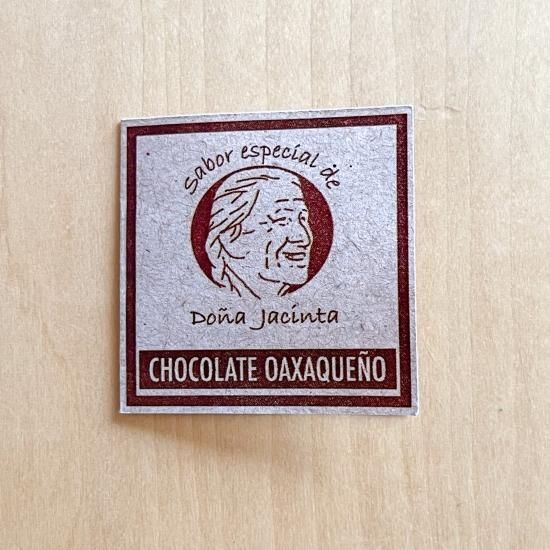 Sabor especial de
Doña Jacinta
CHOCOLATE OAXAQUEÑO